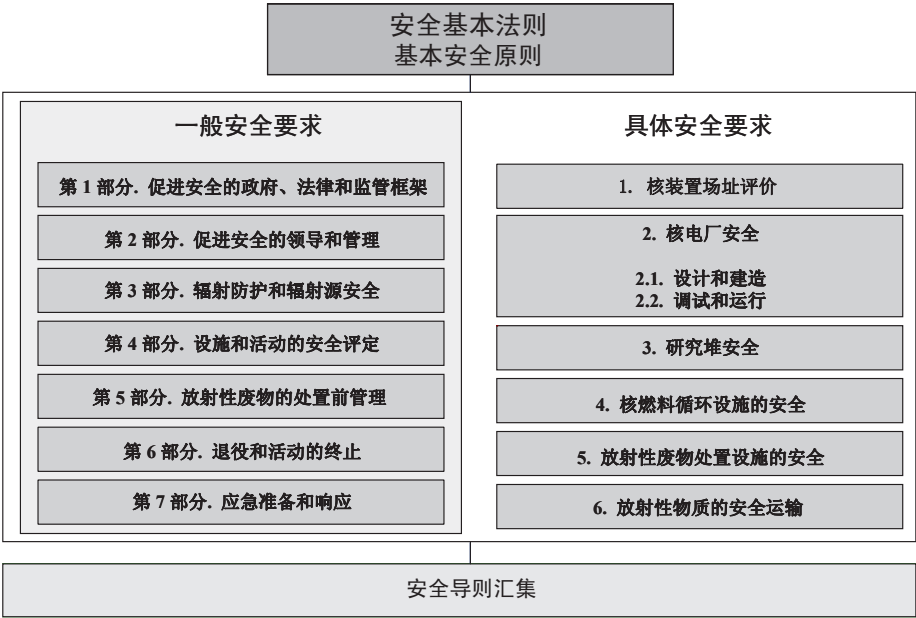 安全基本法则
基本安全原则
一般安全要求
第 1 部分. 促进安全的政府、法律和监管框架
第 2 部分. 促进安全的领导和管理
第 3 部分. 辐射防护和辐射源安全
第 4 部分. 设施和活动的安全评定
第 5 部分. 放射性废物的处置前管理
第 6 部分. 退役和活动的终止
第 7 部分. 应急准备和响应
具体安全要求
1. 核装置场址评价
2. 核电厂安全
2.1. 设计和建造
2.2. 调试和运行
3. 研究堆安全
4. 核燃料循环设施的安全
5. 放射性废物处置设施的安全
6. 放射性物质的安全运输
安全导则汇集